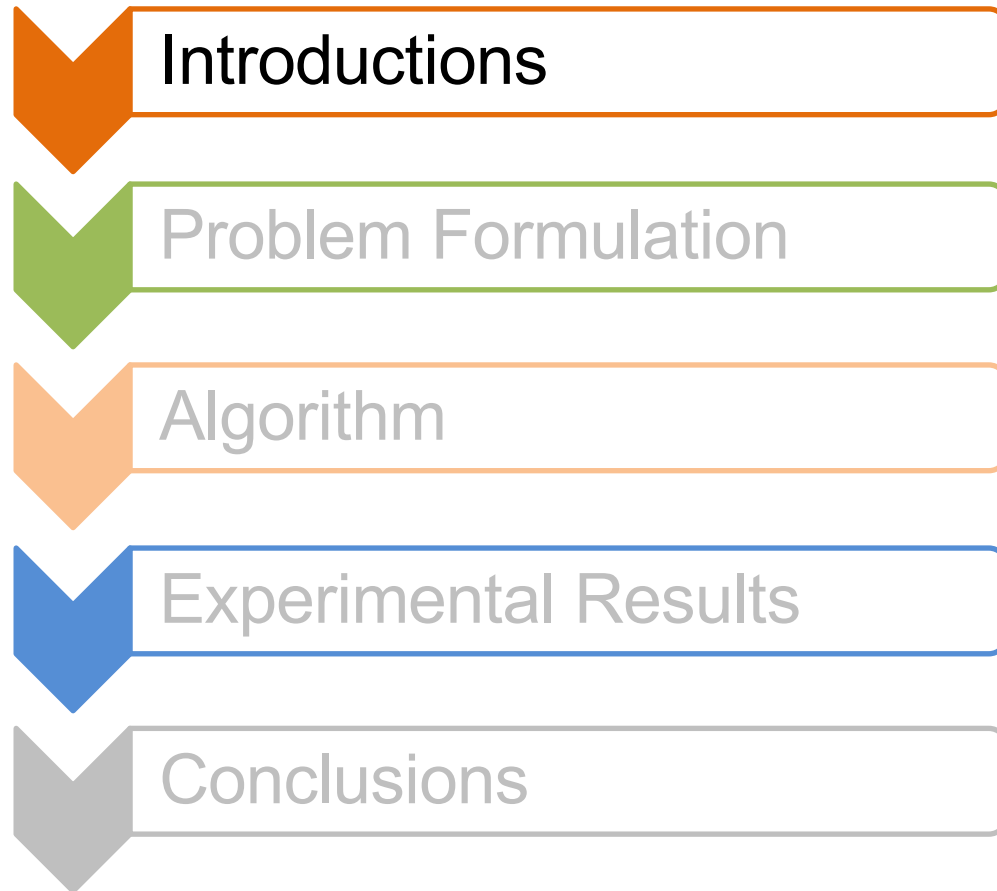 Introductions
Problem Formulation
Algorithm
Experimental Results
Conclusions